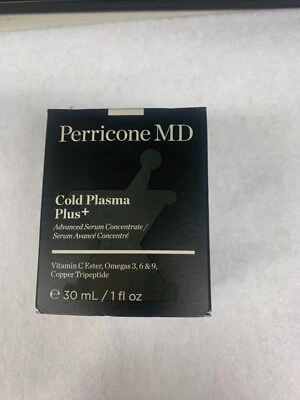 Perricone MD
Cold Plasma
Plus+
Advanced Serum Concentrate/
Serum Avancé Concentré
Vitamin C Ester, Omegas 3, 6 & 9,
Copper Tripeptide
℮ 30 mL / 1 fl oz